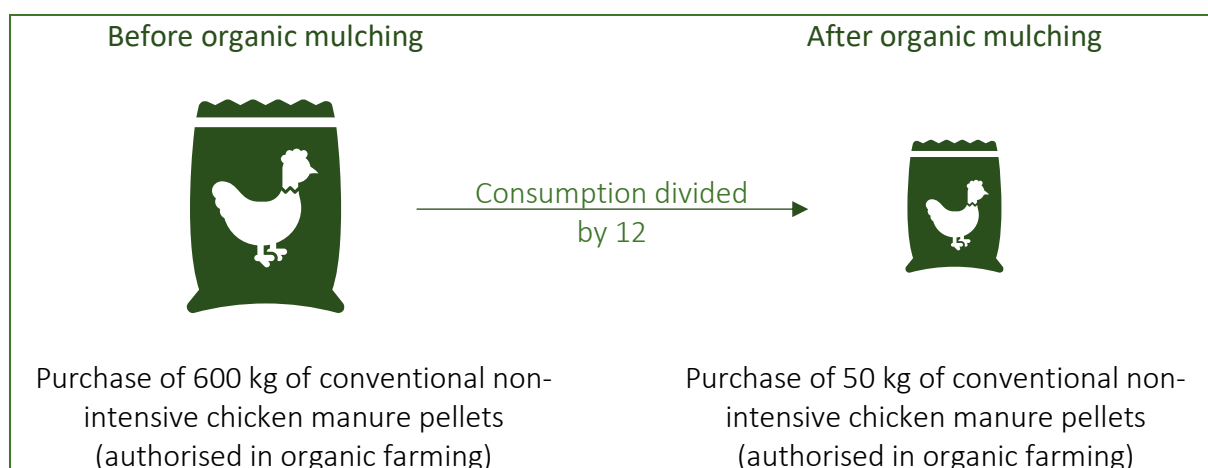 Before organic mulching
After organic mulching
Consumption divided
by 12
Purchase of 600 kg of conventional non-
intensive chicken manure pellets
(authorised in organic farming)
Purchase of 50 kg of conventional non-
intensive chicken manure pellets
(authorised in organic farming)